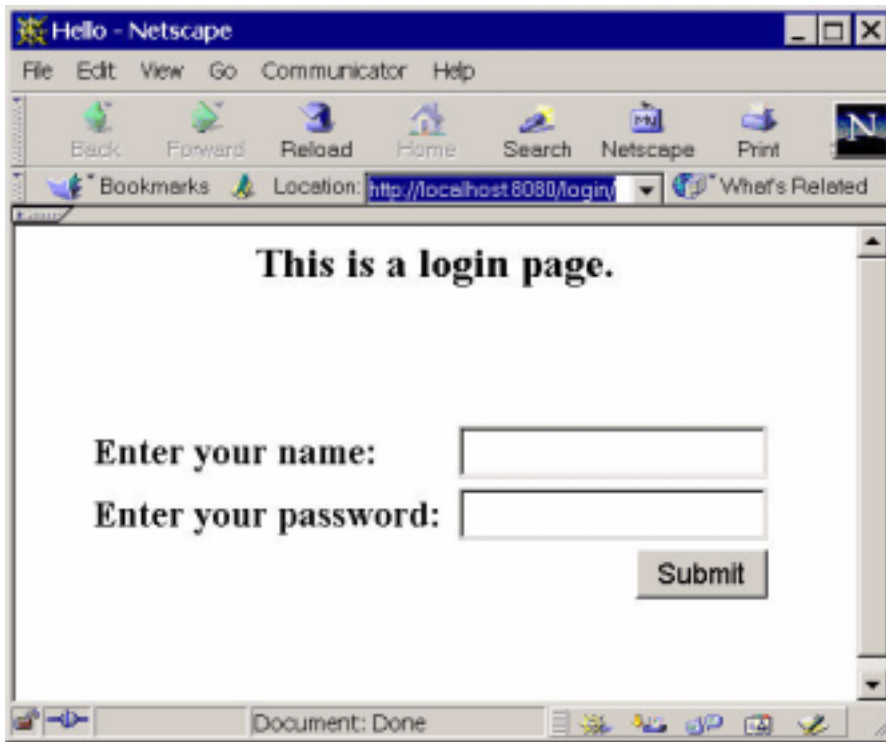 Hello - Netscape
File Edit View Go Communicator Help
Back Forward Reload Home Search Netscape Print
N
Bookmarks Location: http://localhost:8080/login/ What's Related
This is a login page.
Enter your name:
Enter your password:
Submit
Document: Done